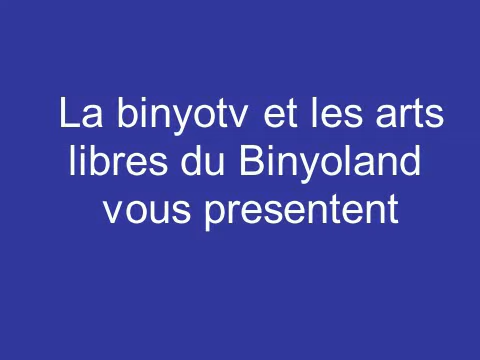 La binyotv et les arts
libres du Binyoland
vous presentent